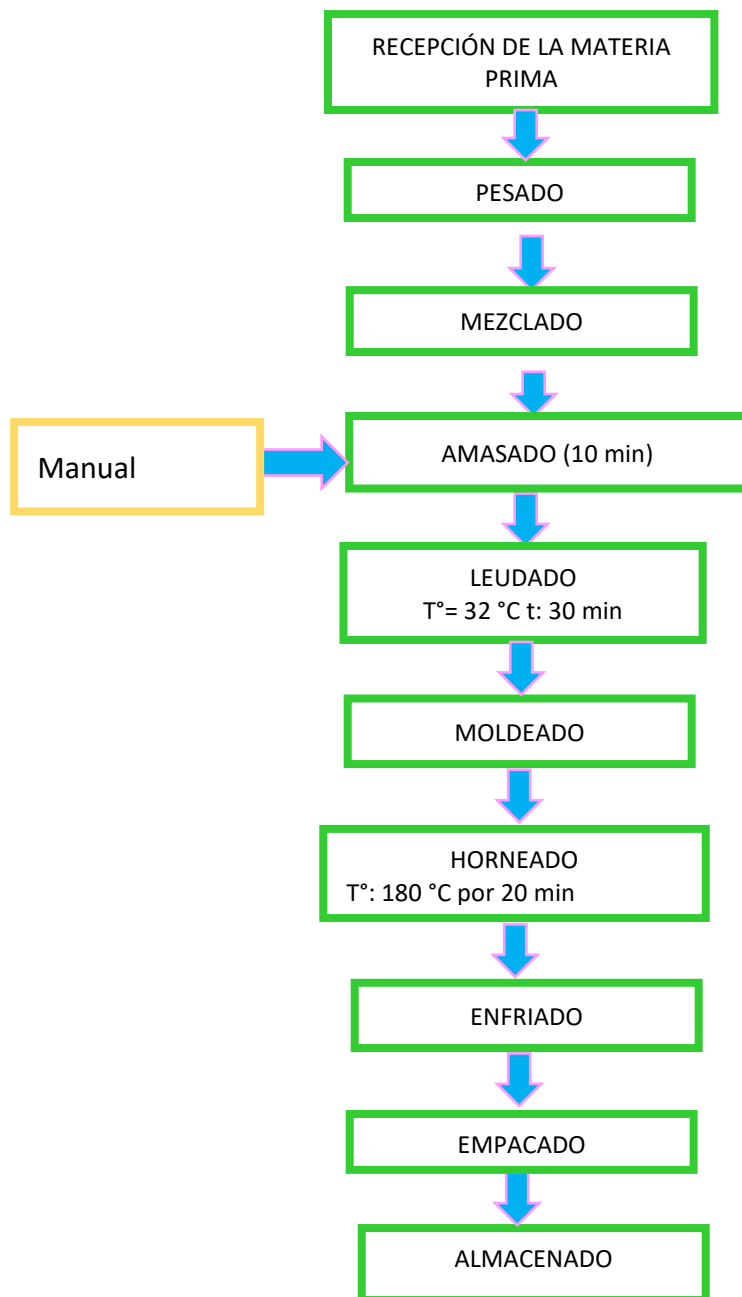 RECEPCIÓN DE LA MATERIA
PRIMA
PESADO
MEZCLADO
Manual
AMASADO (10 min)
LEUDADO
T°= 32 °C t: 30 min
MOLDEADO
HORNEADO
T°: 180 °C por 20 min
ENFRIADO
EMPACADO
ALMACENADO